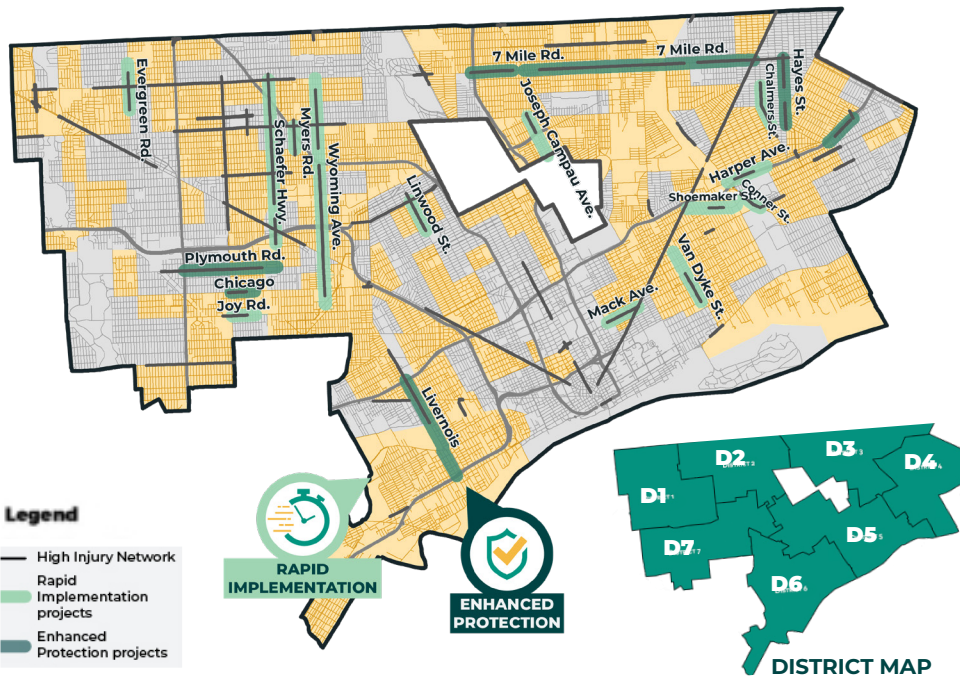 7 Mile Rd.
7 Mile Rd.
Evergreen Rd.
Schaefer Hwy.
Myers Rd.
Wyoming Ave.
Joseph Campau Ave.
Chalmers St.
Hayes St.
Harper Ave.
Shoemaker St.
Conner St.
Linwood St.
Van Dyke St.
Plymouth Rd.
Chicago
Joy Rd.
Mack Ave.
Livernois
RAPID
IMPLEMENTATION
ENHANCED
PROTECTION
Legend
High Injury Network
Rapid
Implementation
projects
Enhanced
Protection projects
D1
D2
D3
D4
D5
D6
D7
DISTRICT MAP